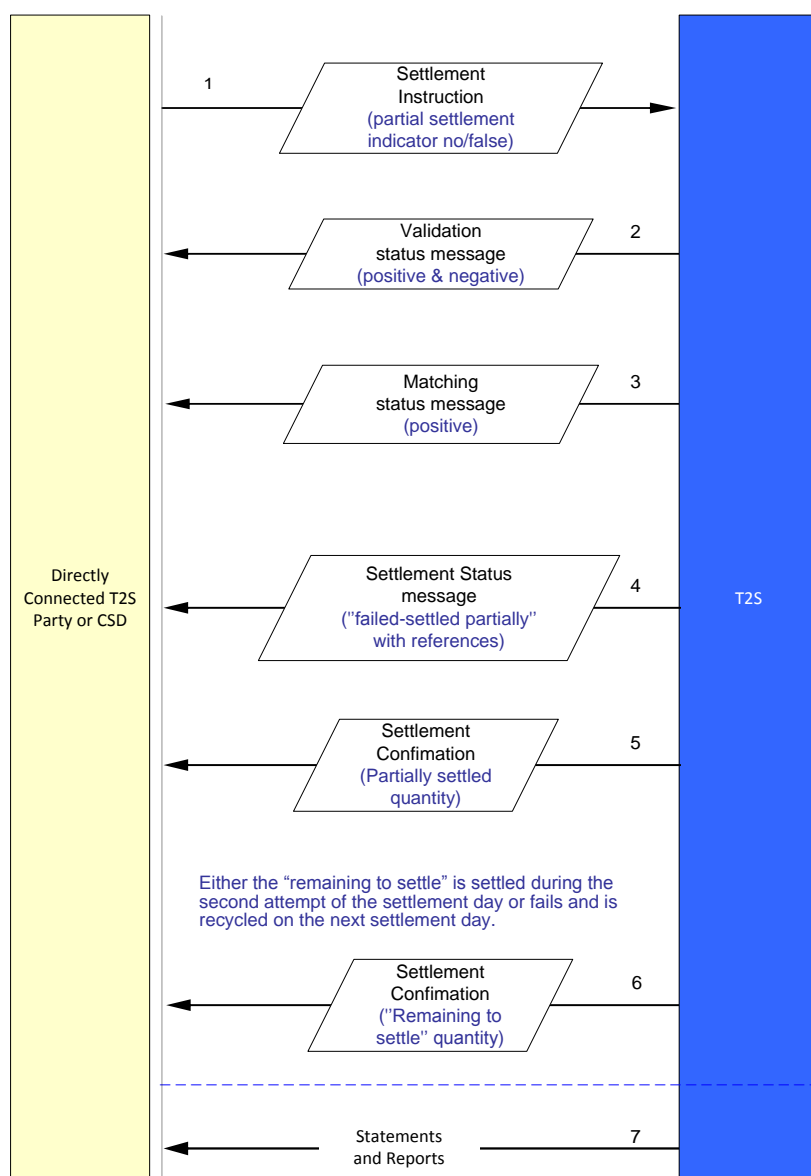 1
Settlement
Instruction
(partial settlement
indicator no/false)
Validation
status message
(positive & negative)
2
Matching
status message
(positive)
3
Directly
Connected T2S
Party or CSD
Settlement Status
message
(''failed-settled partially''
with references)
4
T2S
Settlement
Confimation
(Partially settled
quantity)
5
Either the “remaining to settle” is settled during the
second attempt of the settlement day or fails and is
recycled on the next settlement day.
Settlement
Confimation
(''Remaining to
settle'' quantity)
6
Statements
and Reports
7